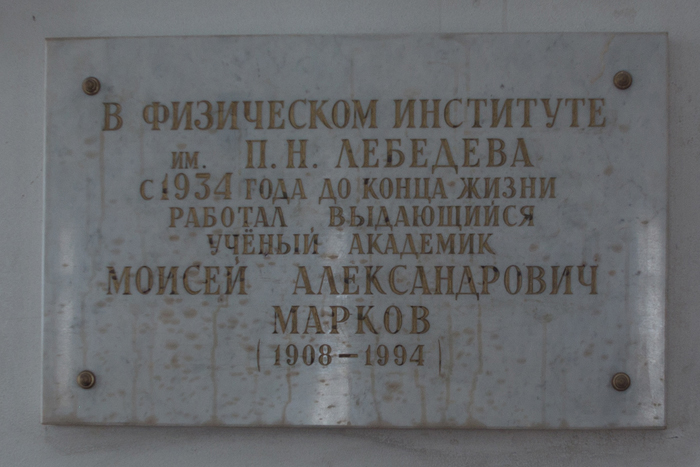 В ФИЗИЧЕСКОМ ИНСТИТУТЕ
ИМ. П.Н. ЛЕБЕДЕВА
С 1934 ГОДА ДО КОНЦА ЖИЗНИ
РАБОТАЛ ВЫДАЮЩИЙСЯ
УЧЁНЫЙ АКАДЕМИК
МОИСЕЙ АЛЕКСАНДРОВИЧ
МАРКОВ
(1908-1994)